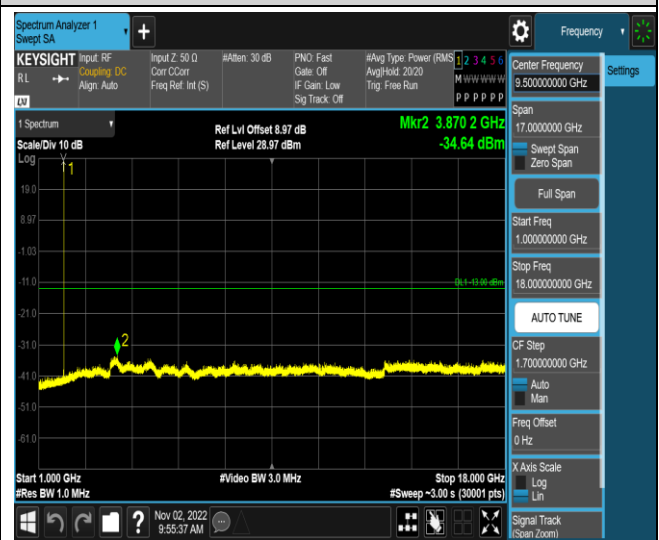 Spectrum Analyzer 1
Swept SA
+
Frequency
KEYSIGHT
RL
LXI
Input: RF
Coupling: DC
Align: Auto
Input Z: 50 Ω
Corr CCorr
Freq Ref: Int (S)
#Atten: 30 dB
PNO: Fast
Gate: Off
IF Gain: Low
Sig Track: Off
#Avg Type: Power (RMS
Avg|Hold: 20/20
Trig: Free Run
1 2 3 4 5 6
M W W W W W
P P P P P P
Center Frequency
9.500000000 GHz
Settings
Span
17.0000000 GHz
Swept Span
Zero Span
Full Span
Start Freq
1.000000000 GHz
Stop Freq
18.000000000 GHz
AUTO TUNE
CF Step
1.700000000 GHz
Auto
Man
Freq Offset
0 Hz
X Axis Scale
Log
Lin
Signal Track
(Span Zoom)
1 Spectrum
Scale/Div 10 dB
Log
Ref Lvl Offset 8.97 dB
Ref Level 28.97 dBm
Mkr2 3.870 2 GHz
-34.64 dBm
1
19.0
8.97
-1.03
-11.0
DL1 -13.00 dBm
-21.0
-31.0
2
-41.0
-51.0
-61.0
Start 1.000 GHz
#Res BW 1.0 MHz
#Video BW 3.0 MHz
Stop 18.000 GHz
#Sweep ~3.00 s (30001 pts)
?
Nov 02, 2022
9:55:37 AM